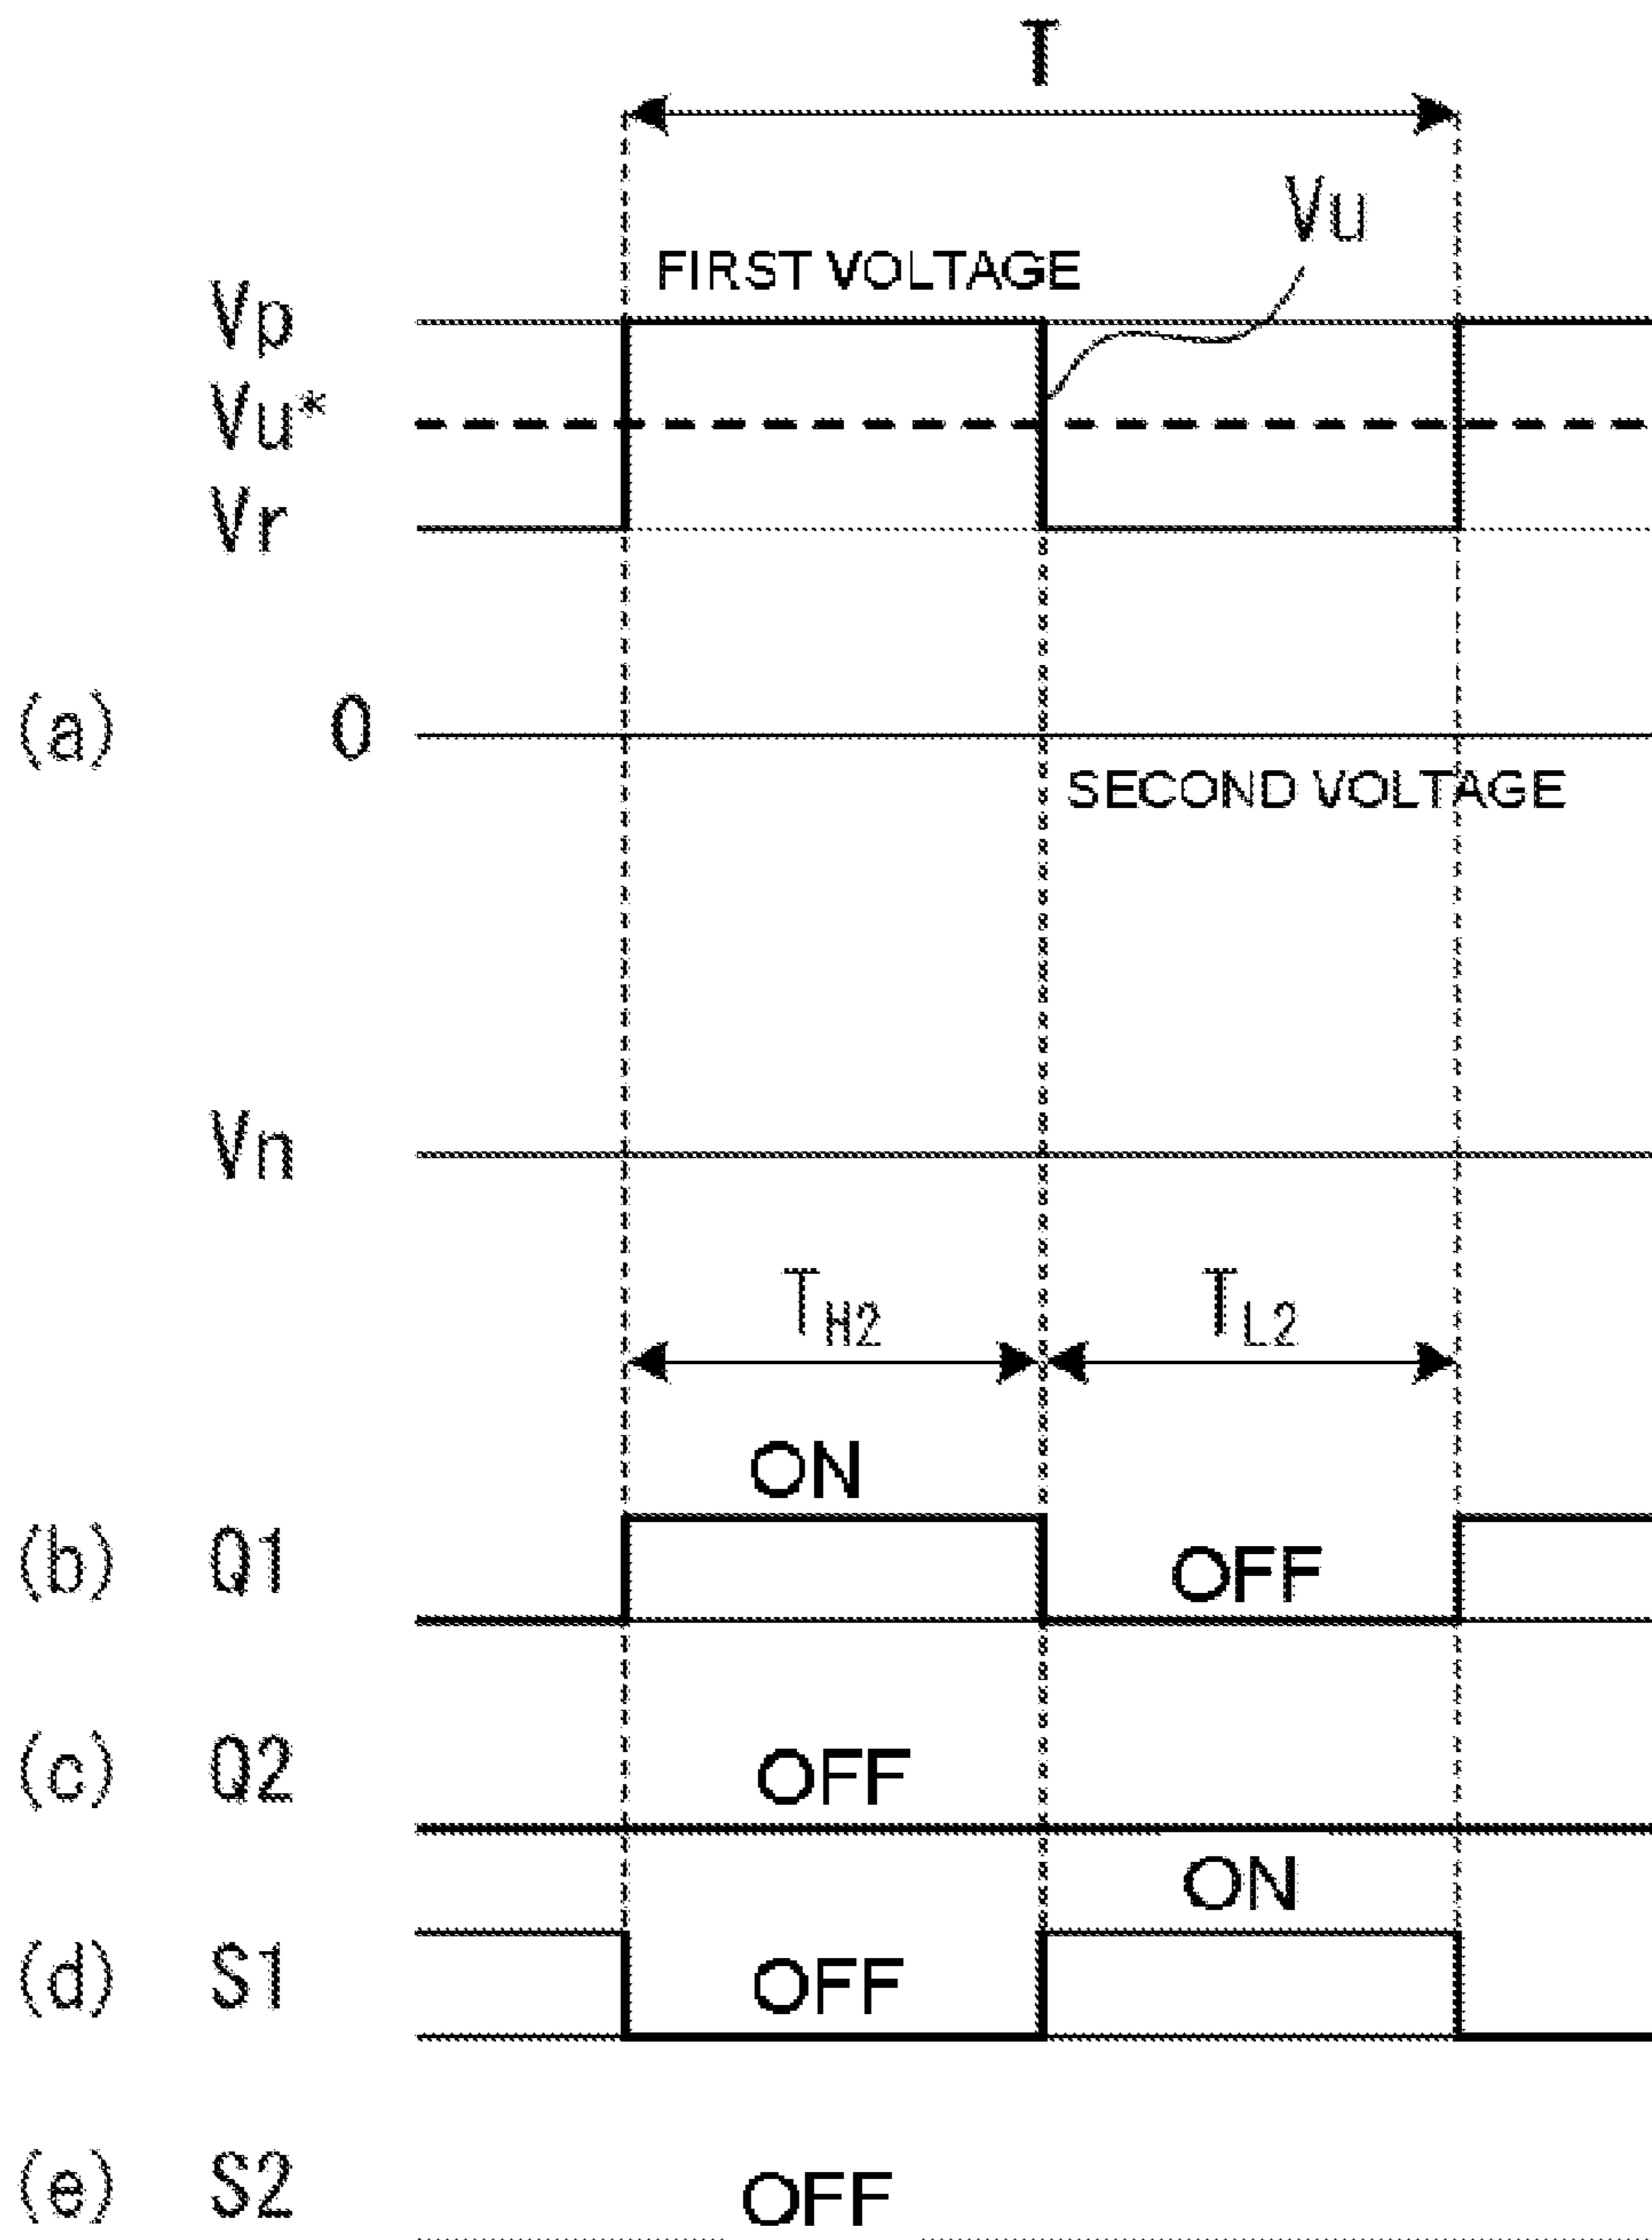 T
Vu
FIRST VOLTAGE
Vp
Vu*
Vr
(a) 0
SECOND VOLTAGE
Vn
TH2 TL2
ON
(b) Q1 OFF
(c) Q2 OFF
ON
(d) S1 OFF
(e) S2 OFF